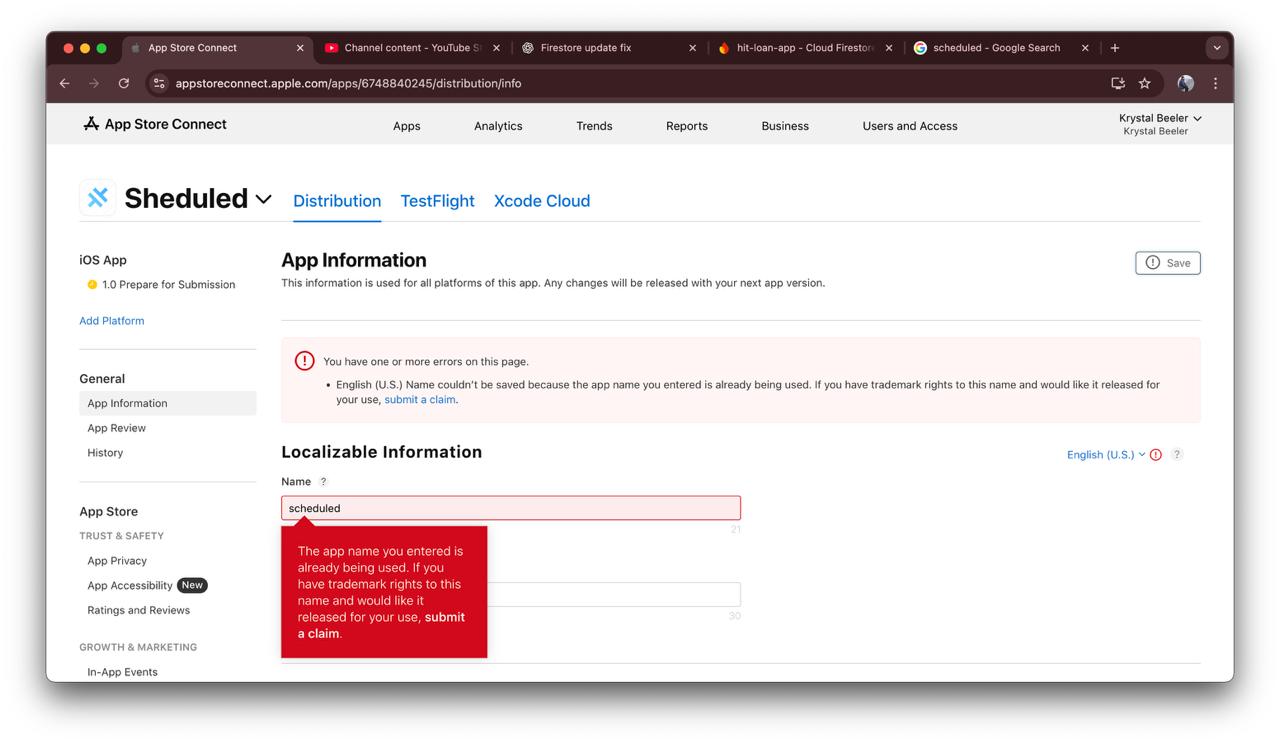 App Store Connect
Channel content - YouTube S
Firestore update fix
hit-loan-app - Cloud Firestore
scheduled - Google Search
appstoreconnect.apple.com/apps/6748840245/distribution/info
App Store Connect
Apps
Analytics
Trends
Reports
Business
Users and Access
Krystal Beeler
Krystal Beeler
Sheduled
Distribution
TestFlight
Xcode Cloud
iOS App
1.0 Prepare for Submission
Add Platform
General
App Information
App Review
History
App Store
TRUST & SAFETY
App Privacy
App Accessibility New
Ratings and Reviews
GROWTH & MARKETING
In-App Events
App Information
Save
This information is used for all platforms of this app. Any changes will be released with your next app version.
You have one or more errors on this page.
• English (U.S.) Name couldn't be saved because the app name you entered is already being used. If you have trademark rights to this name and would like it released for
your use, submit a claim.
Localizable Information
English (U.S.)
?
Name ?
scheduled
21
The app name you entered is
already being used. If you
have trademark rights to this
name and would like it
released for your use, submit
a claim.
30